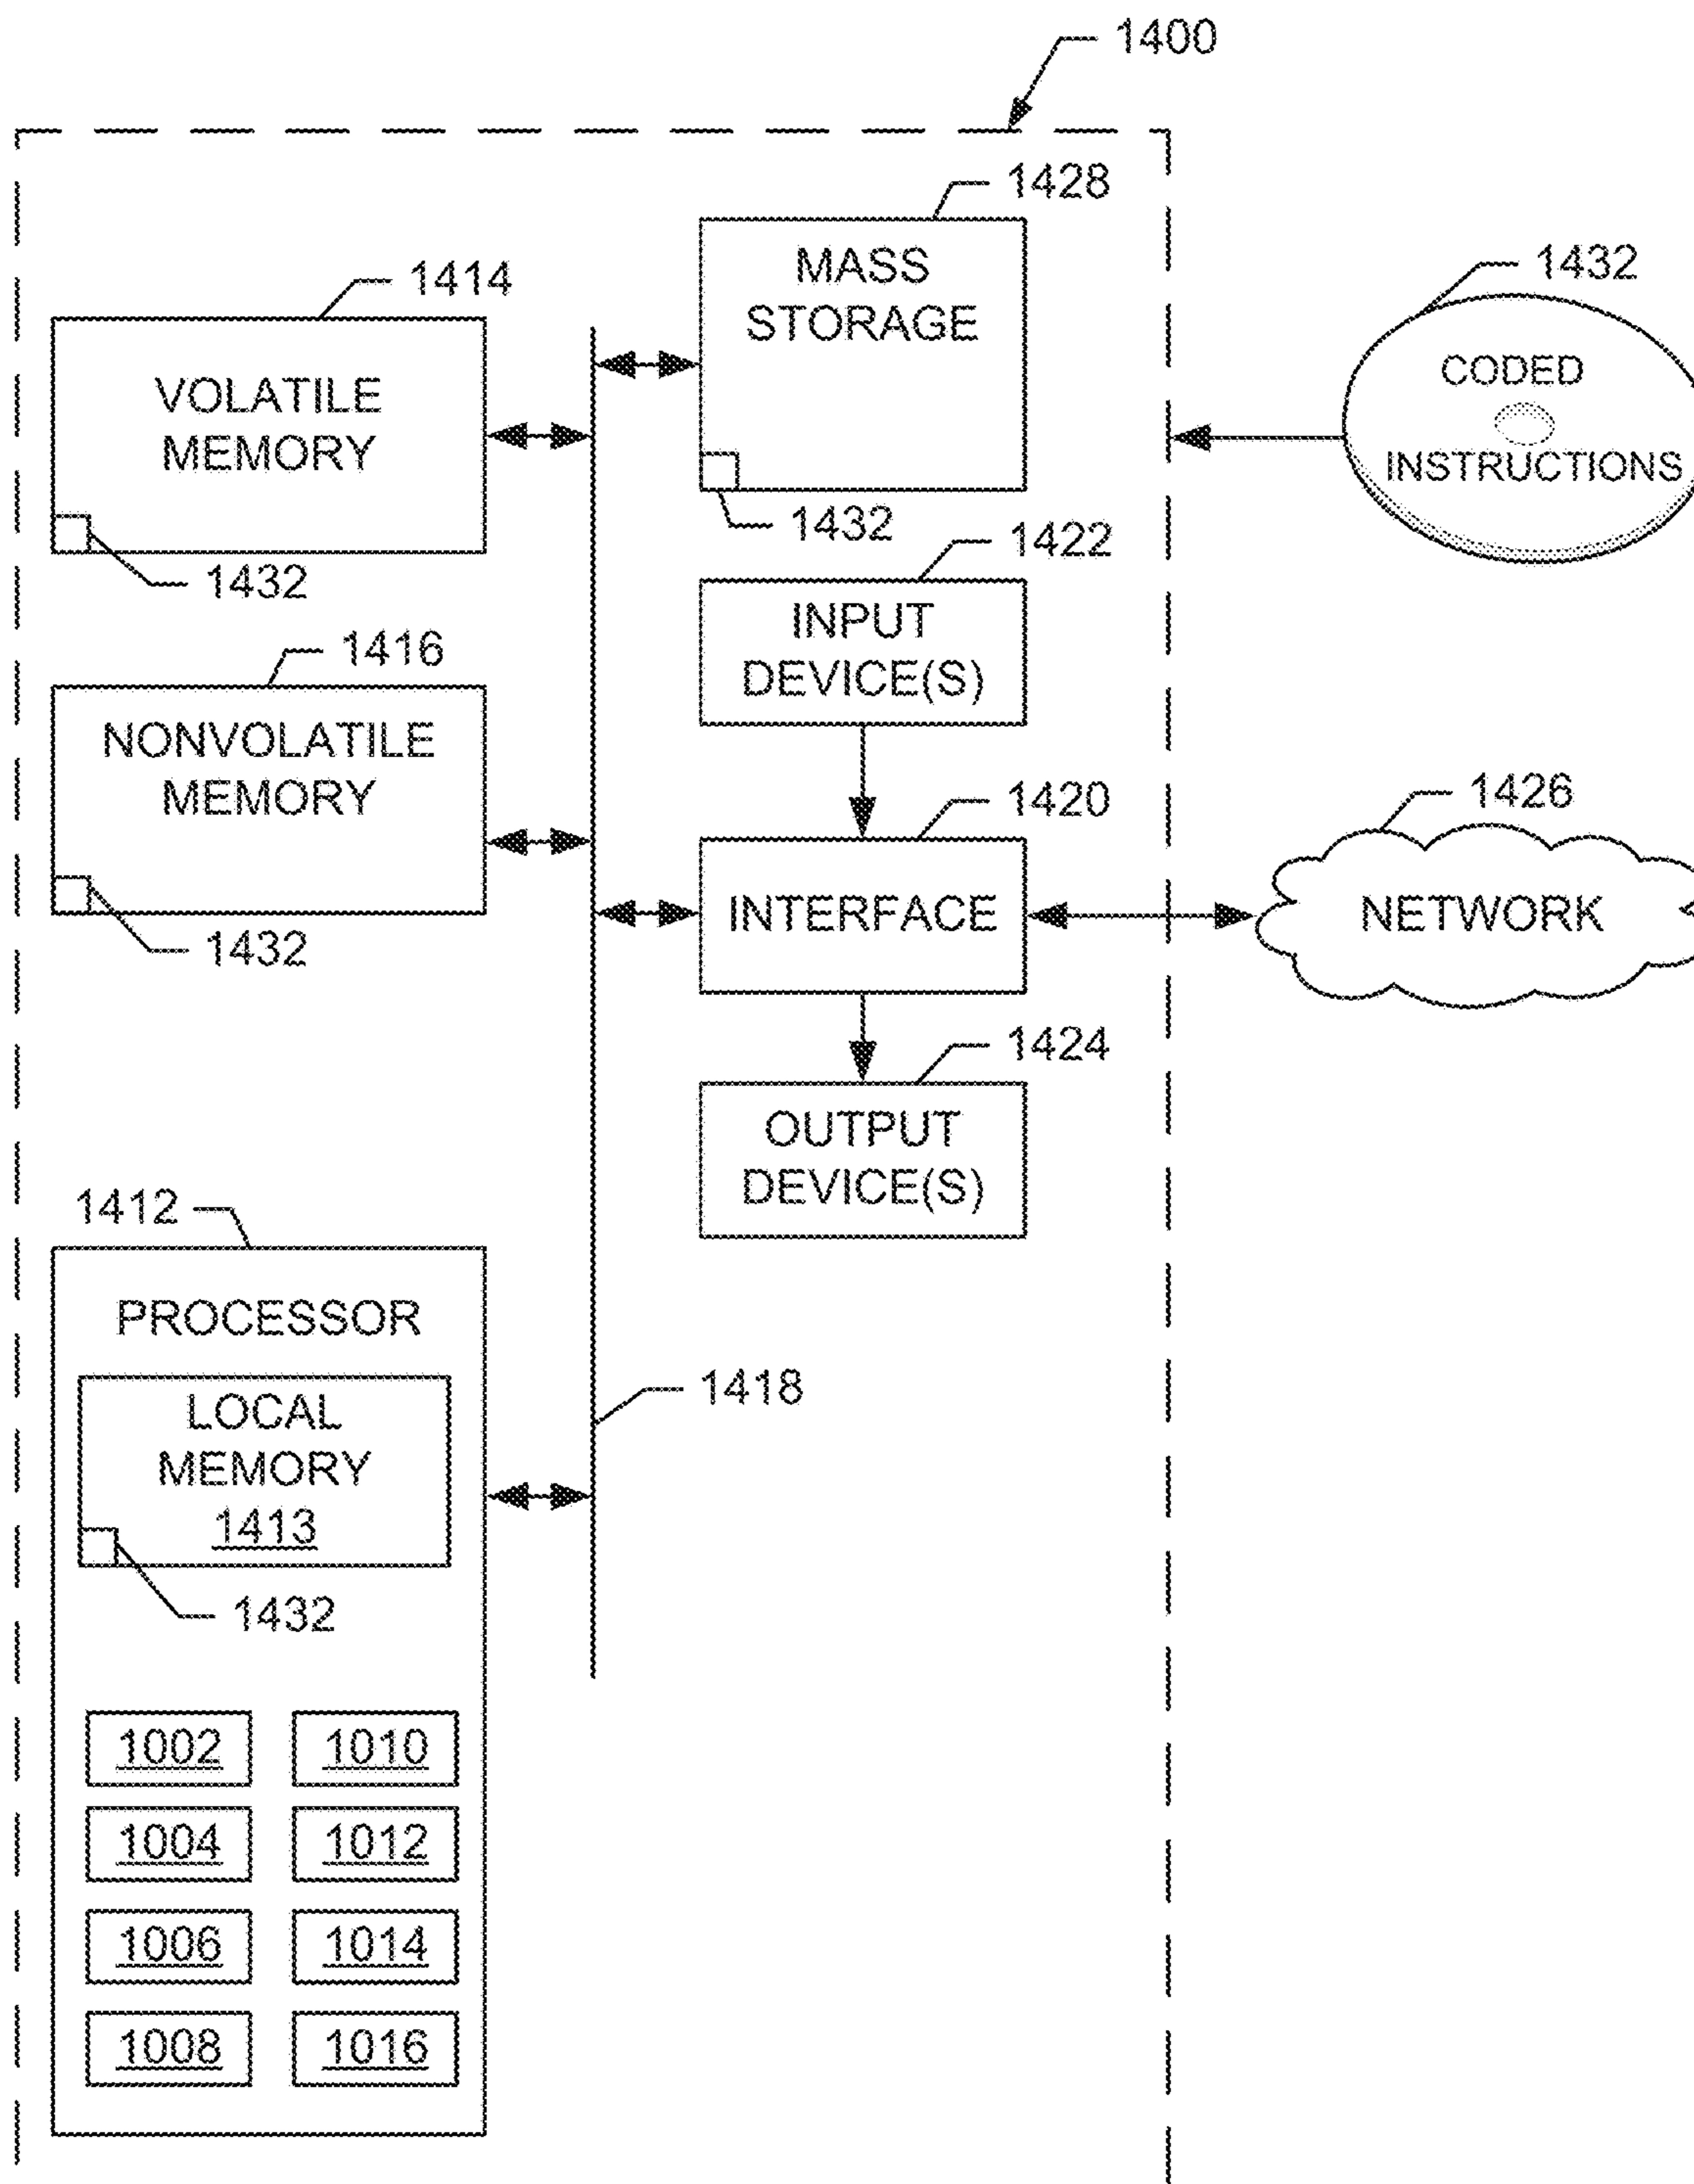 1400
1428
MASS
STORAGE
1432
1414
VOLATILE
MEMORY
1432
1432
CODED
INSTRUCTIONS
1422
INPUT
DEVICE(S)
1416
NONVOLATILE
MEMORY
1432
1420
INTERFACE
1426
NETWORK
1424
OUTPUT
DEVICE(S)
1412
PROCESSOR
LOCAL
MEMORY
1413
1432
1418
1002
1010
1004
1012
1006
1014
1008
1016